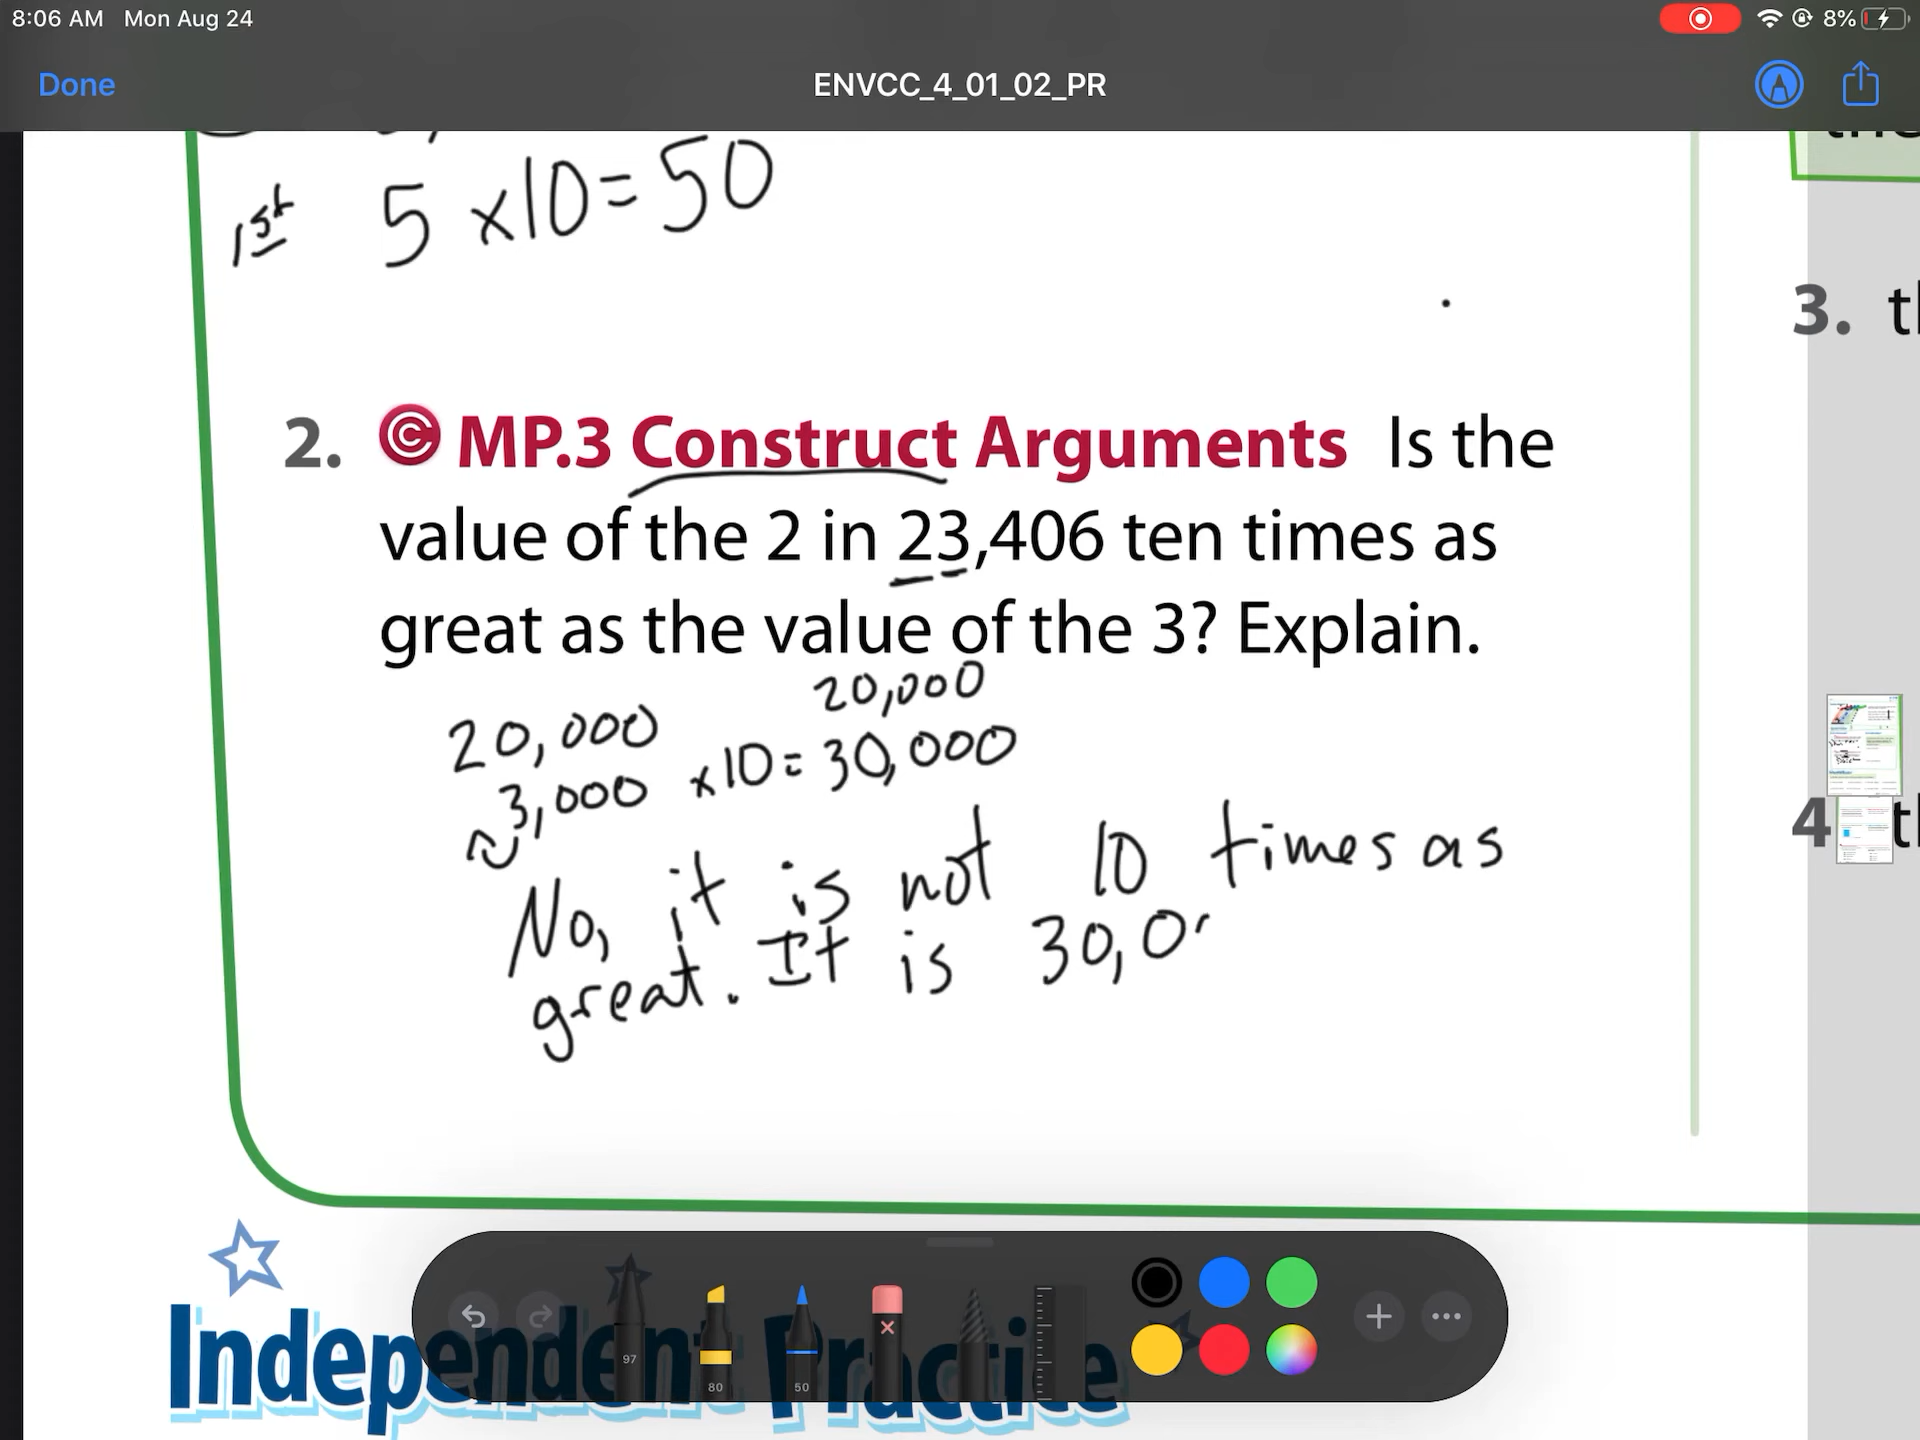 8:06 AM Mon Aug 24
8%
Done
ENVCC_4_01_02_PR
1st 5 x10=50
3.
2. © MP.3 Construct Arguments Is the
value of the 2 in 23,406 ten times as
great as the value of the 3? Explain.
20,000
20,000
3,000 x10=30,000
No, it is not 10 times as
great. It is 30,0
4
Independent Practice
97
80
50